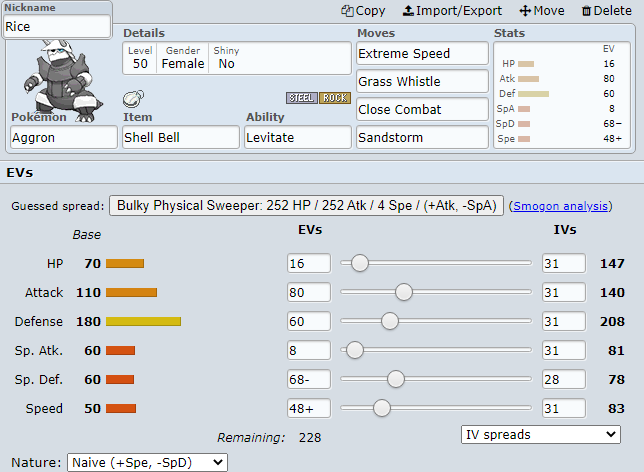 Nickname
Rice
Copy Import/Export Move Delete
Details
Level Gender Shiny
50 Female No
Moves
Extreme Speed
Grass Whistle
Close Combat
Sandstorm
Stats
EV
HP 16
Atk 80
Def 60
SpA 8
SpD 68−
Spe 48+
STEEL ROCK
Pokémon Item Ability
Aggron Shell Bell Levitate
EVs
Guessed spread: Bulky Physical Sweeper: 252 HP / 252 Atk / 4 Spe / (+Atk, -SpA) (Smogon analysis)
Base EVs IVs
HP 70 16 31 147
Attack 110 80 31 140
Defense 180 60 31 208
Sp. Atk. 60 8 31 81
Sp. Def. 60 68- 28 78
Speed 50 48+ 31 83
Remaining: 228 IV spreads
Nature: Naive (+Spe, -SpD)